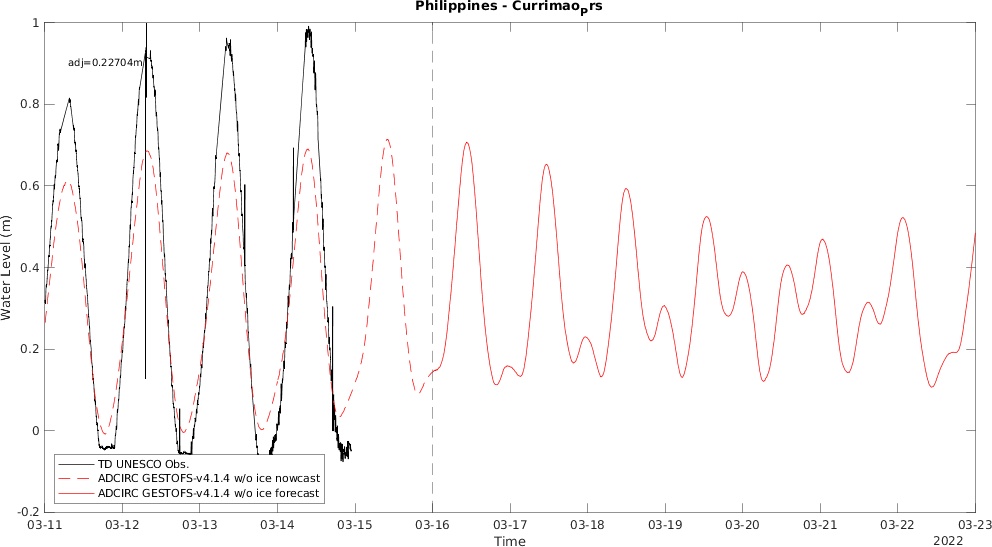 Philippines - Currimaoprs
adj=0.22704m
Water Level (m)
1
0.8
0.6
0.4
0.2
0
-0.2
TD UNESCO Obs.
ADCIRC GESTOFS-v4.1.4 w/o ice nowcast
ADCIRC GESTOFS-v4.1.4 w/o ice forecast
03-11 03-12 03-13 03-14 03-15 03-16 03-17 03-18 03-19 03-20 03-21 03-22 03-23
Time
2022